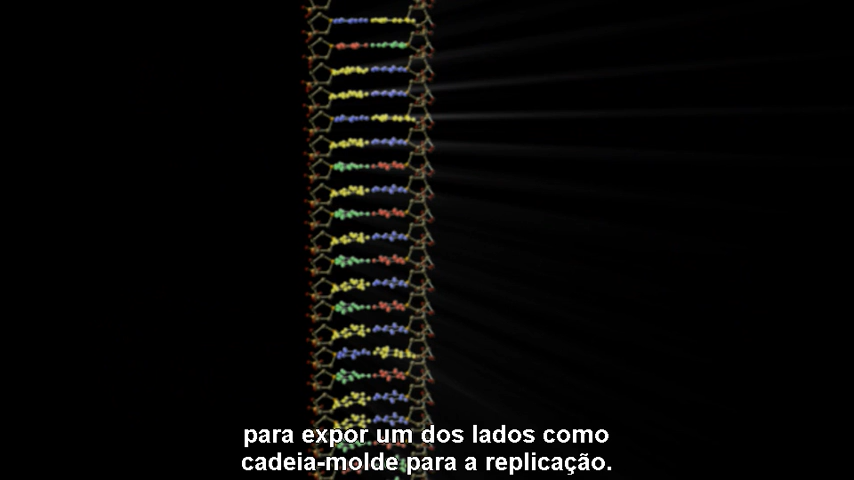 para expor um dos lados como
cadeia-molde para a replicação.